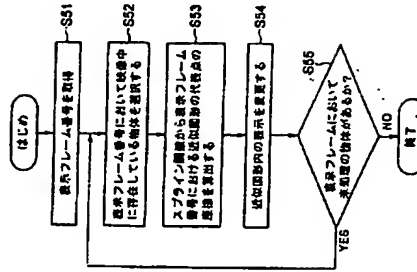 はじめ
S51
表示フレーム番号を取得
S52
表示フレーム番号において映像中
に存在している物体を選択する
S53
スプライン関数から表示フレーム
番号における近似図形の代表点の
座標を算出する
S54
近似図形内の表示を変更する
S55
表示フレームにおいて
未処理の物体があるか？
YES
NO
終了